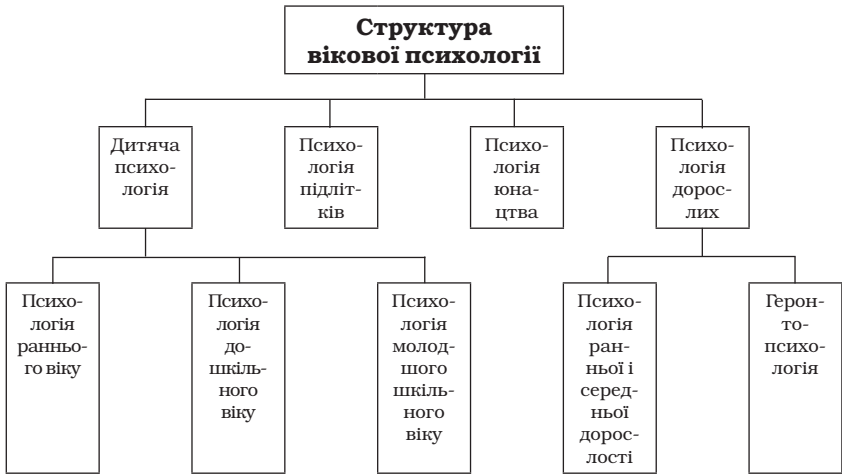 Структура
вікової психології
Дитяча
психо-
логія
Психо-
логія
підліт-
ків
Психо-
логія
юна-
цтва
Психо-
логія
дорос-
лих
Психо-
логія
ранньо-
го віку
Психо-
логія
до-
шкіль-
ного
віку
Психо-
логія
молод-
шого
шкіль-
ного
віку
Психо-
логія
ран-
ньої і
серед-
ньої
дорос-
лості
Герон-
то-
психо-
логія